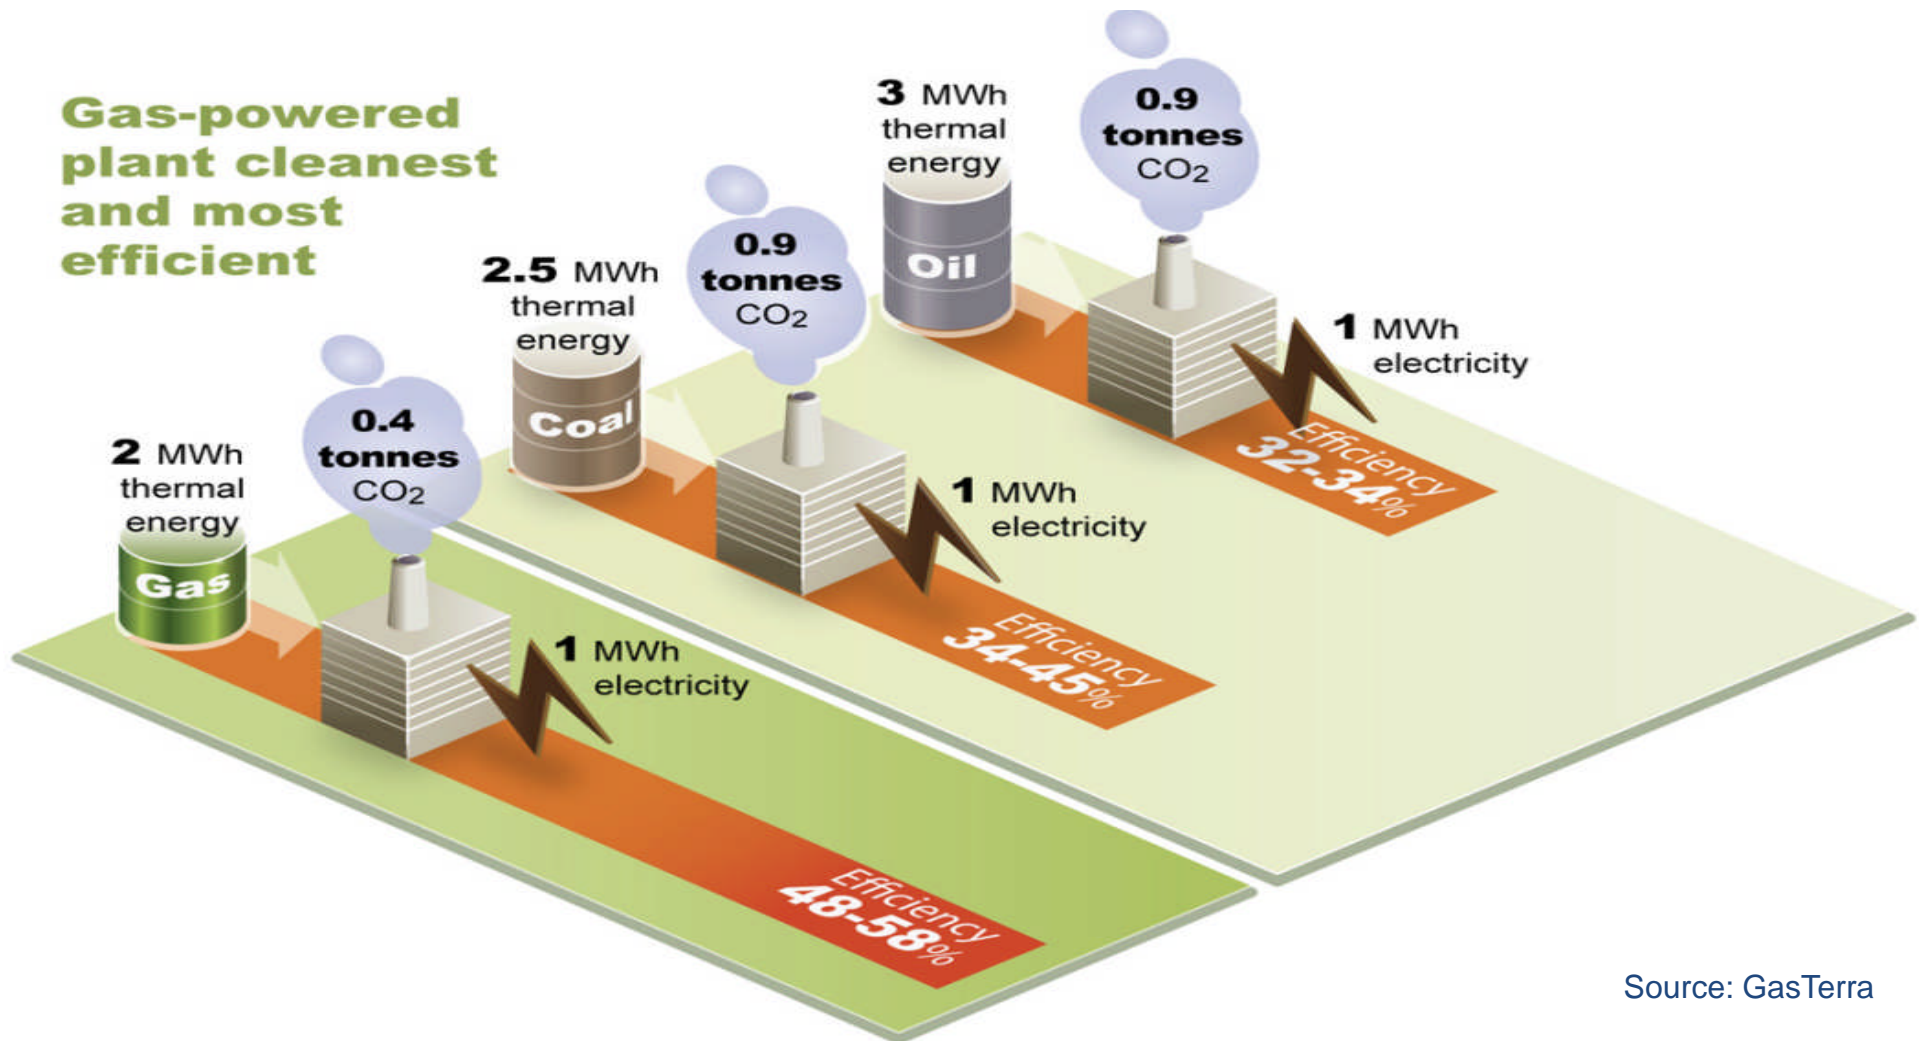 Gas-powered
plant cleanest
and most
efficient
2 MWh
thermal
energy
Gas
0.4
tonnes
CO2
1 MWh
electricity
Efficiency
48-58%
2.5 MWh
thermal
energy
Coal
0.9
tonnes
CO2
1 MWh
electricity
Efficiency
34-45%
3 MWh
thermal
energy
Oil
0.9
tonnes
CO2
1 MWh
electricity
Efficiency
32-34%
Source: GasTerra